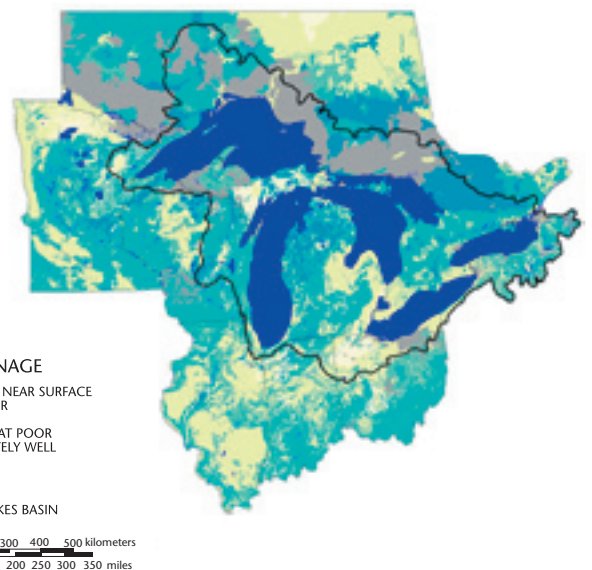 NAGE
NEAR SURFACE
R
AT POOR
ELY WELL
KES BASIN
300 400 500 kilometers
200 250 300 350 miles